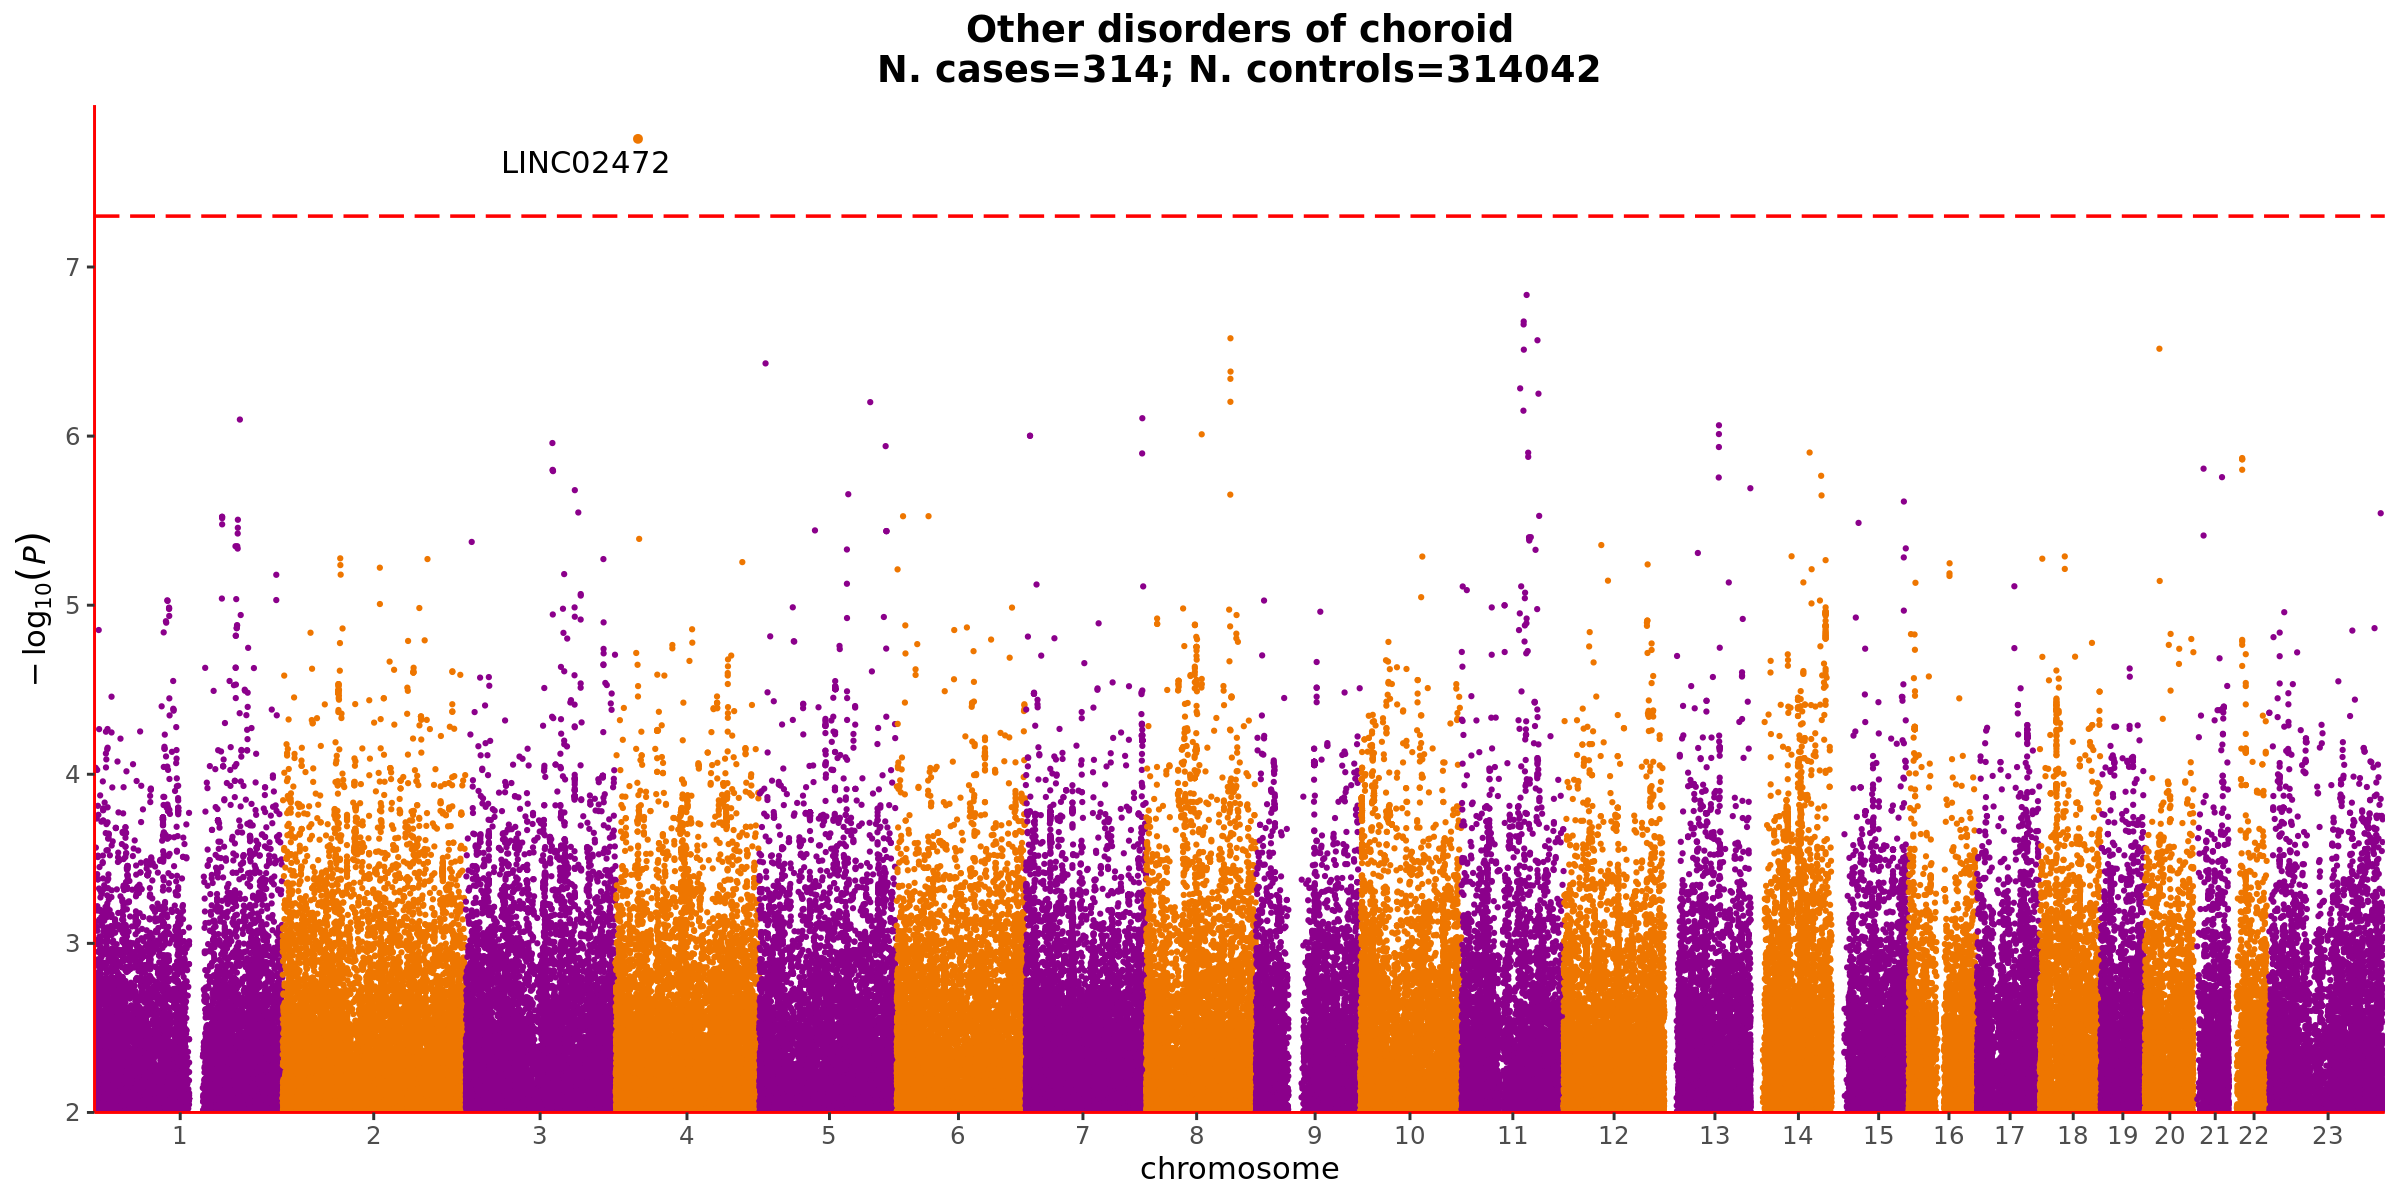 Other disorders of choroid
N. cases=314; N. controls=314042
LINC02472
7
6
5
4
3
2
−log10(P)
1 2 3 4 5 6 7 8 9 10 11 12 13 14 15 16 17 18 19 20 21 22 23
chromosome